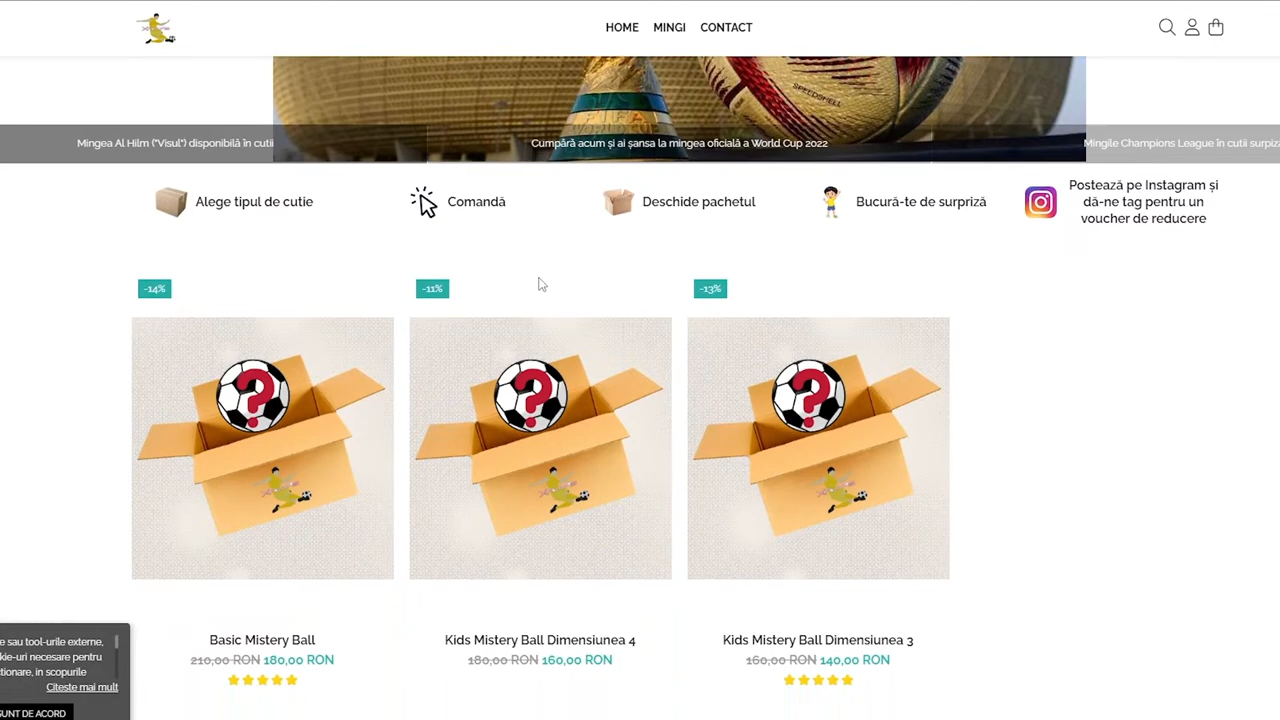 HOME MINGI CONTACT
SPEEDSHELL
FIFA
Mingea Al Hilm ("Visul") disponibilă în cutii
Cumpără acum și ai șansa la mingea oficială a World Cup 2022
Mingile Champions League în cutii surpriz
Alege tipul de cutie
Comandă
Deschide pachetul
Bucură-te de surpriză
Postează pe Instagram și
dă-ne tag pentru un
voucher de reducere
-14%
-11%
-13%
?
?
?
Basic Mistery Ball
210,00 RON 180,00 RON
Kids Mistery Ball Dimensiunea 4
180,00 RON 160,00 RON
Kids Mistery Ball Dimensiunea 3
160,00 RON 140,00 RON
e sau tool-urile externe,
kie-uri necesare pentru
tionare, in scopurile
Citeste mai mult
SUNT DE ACORD